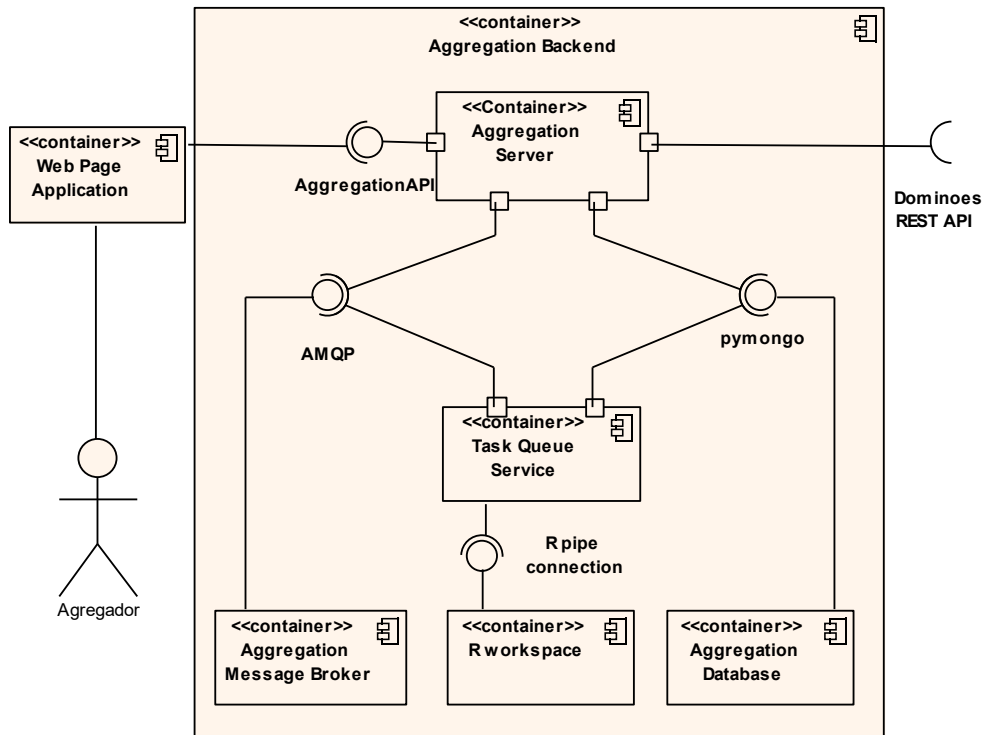 <<container>>
Aggregation Backend
<<Container>>
Aggregation
Server
<<container>>
Web Page
Application
AggregationAPI
Dominoes
REST API
AMQP
pymongo
<<container>>
Task Queue
Service
R pipe
connection
Agregador
<<container>>
Aggregation
Message Broker
<<container>>
R workspace
<<container>>
Aggregation
Database